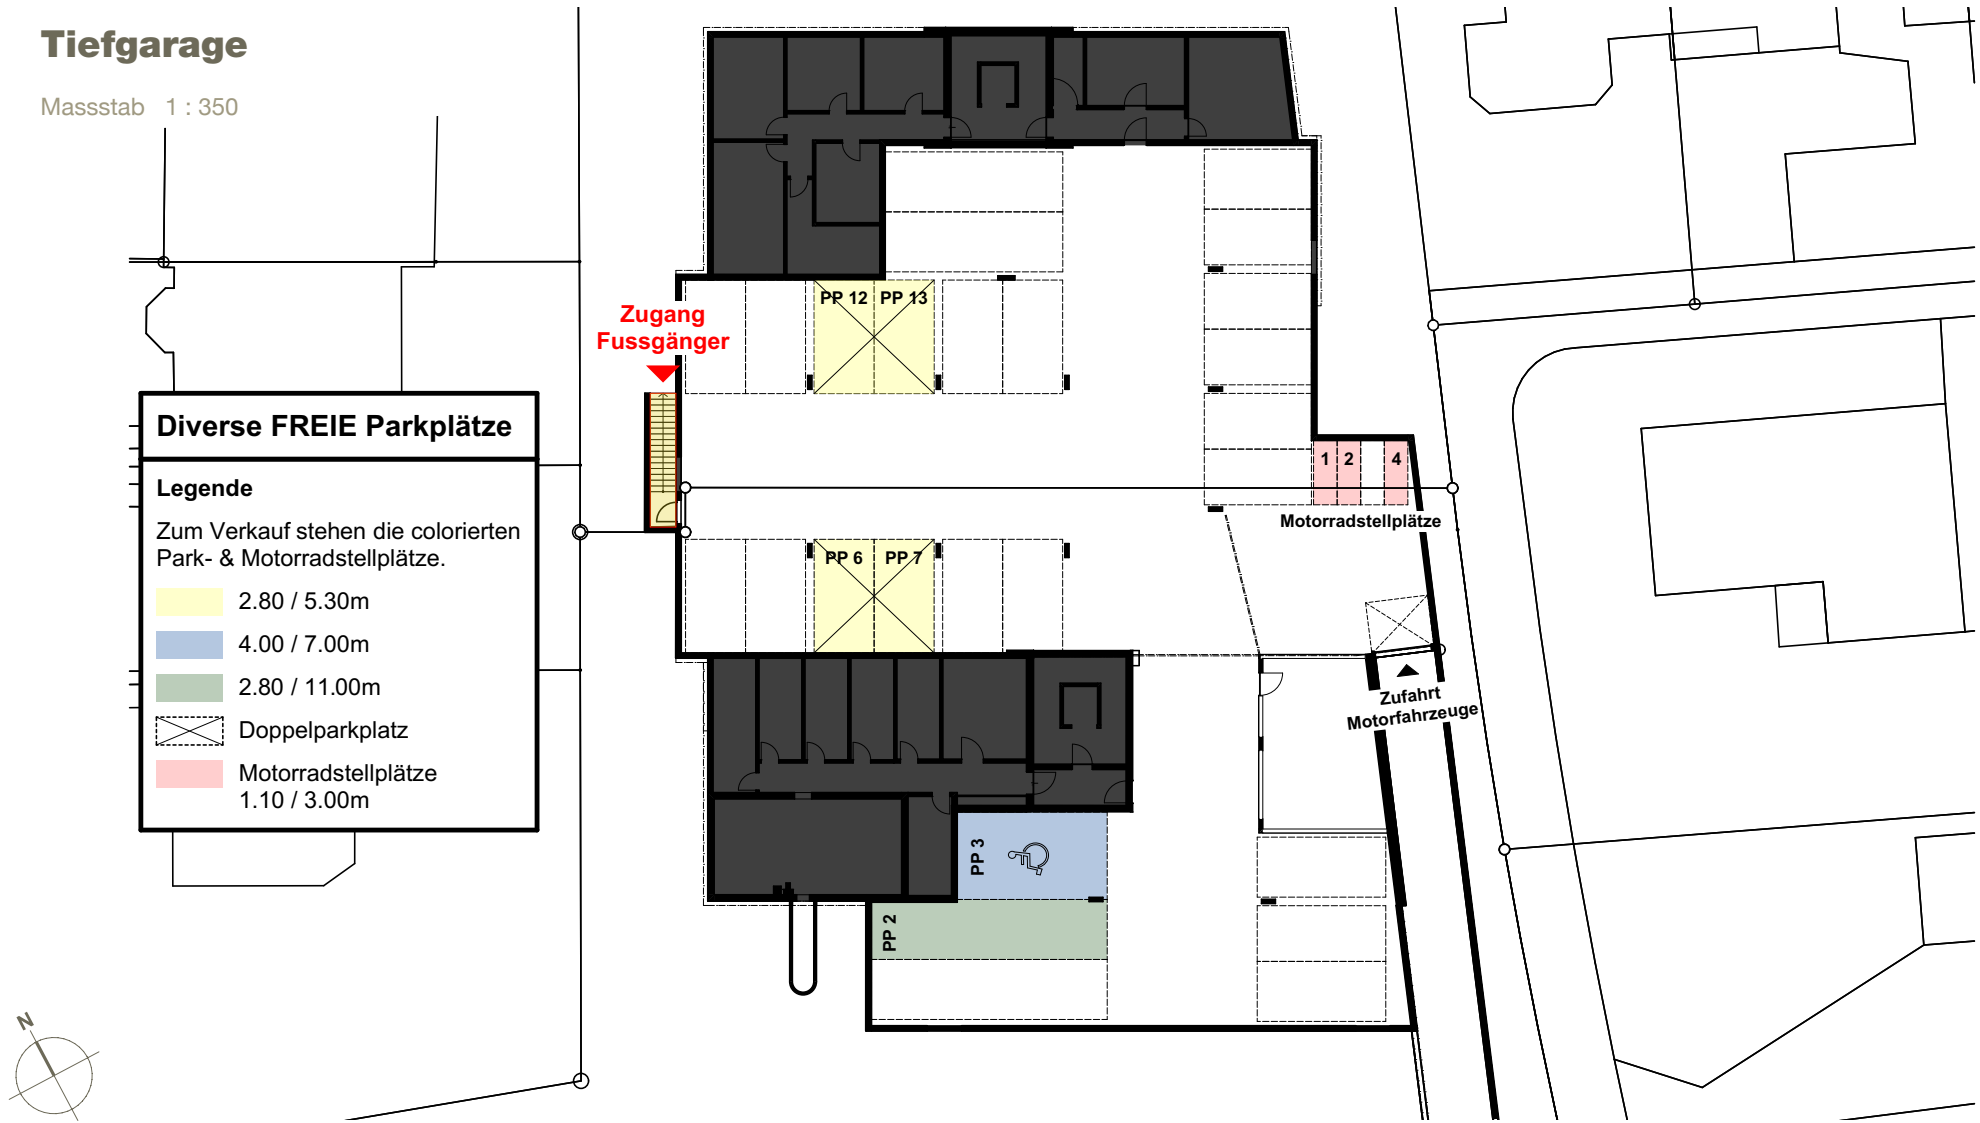 Tiefgarage
Massstab 1 : 350
PP 12 PP 13
Zugang
Fussgänger
Diverse FREIE Parkplätze
Legende
Zum Verkauf stehen die colorierten
Park- & Motorradstellplätze.
2.80 / 5.30m
4.00 / 7.00m
2.80 / 11.00m
Doppelparkplatz
Motorradstellplätze
1.10 / 3.00m
1 2 4
Motorradstellplätze
PP 6 PP 7
Zufahrt
Motorfahrzeuge
PP 3
PP 2
N